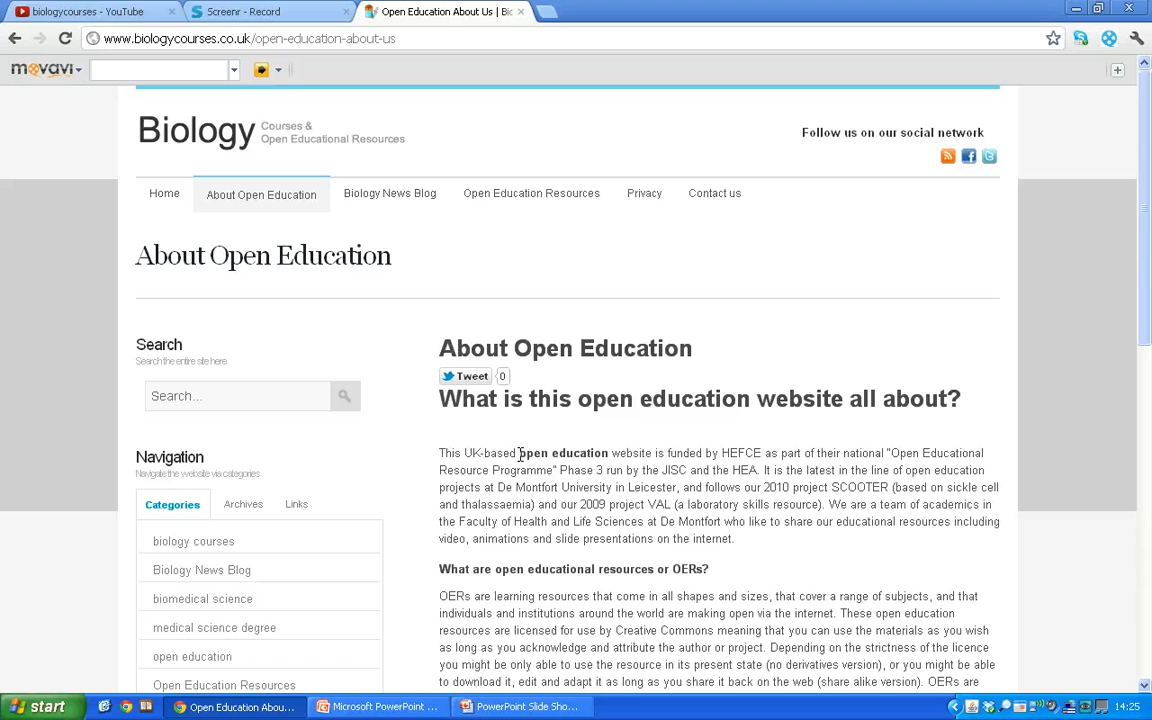 biologycourses - YouTube
Screenr - Record
Open Education About Us | Bio
www.biologycourses.co.uk/open-education-about-us
movavi
Biology Courses &
Open Educational Resources
Follow us on our social network
Home
About Open Education
Biology News Blog
Open Education Resources
Privacy
Contact us
About Open Education
Search
Search the entire site here
Search...
Navigation
Navigate the website via categories
Categories
Archives
Links
biology courses
Biology News Blog
biomedical science
medical science degree
open education
Open Education Resources
About Open Education
Tweet 0
What is this open education website all about?
This UK-based open education website is funded by HEFCE as part of their national "Open Educational
Resource Programme" Phase 3 run by the JISC and the HEA. It is the latest in the line of open education
projects at De Montfort University in Leicester, and follows our 2010 project SCOOTER (based on sickle cell
and thalassaemia) and our 2009 project VAL (a laboratory skills resource). We are a team of academics in
the Faculty of Health and Life Sciences at De Montfort who like to share our educational resources including
video, animations and slide presentations on the internet.
What are open educational resources or OERs?
OERs are learning resources that come in all shapes and sizes, that cover a range of subjects, and that
individuals and institutions around the world are making open via the internet. These open education
resources are licensed for use by Creative Commons meaning that you can use the materials as you wish
as long as you acknowledge and attribute the author or project. Depending on the strictness of the licence
you might be only able to use the resource in its present state (no derivatives version), or you might be able
to download it, edit and adapt it as long as you share it back on the web (share alike version). OERs are
start
Open Education Abou...
Microsoft PowerPoint ...
PowerPoint Slide Sho...
14:25